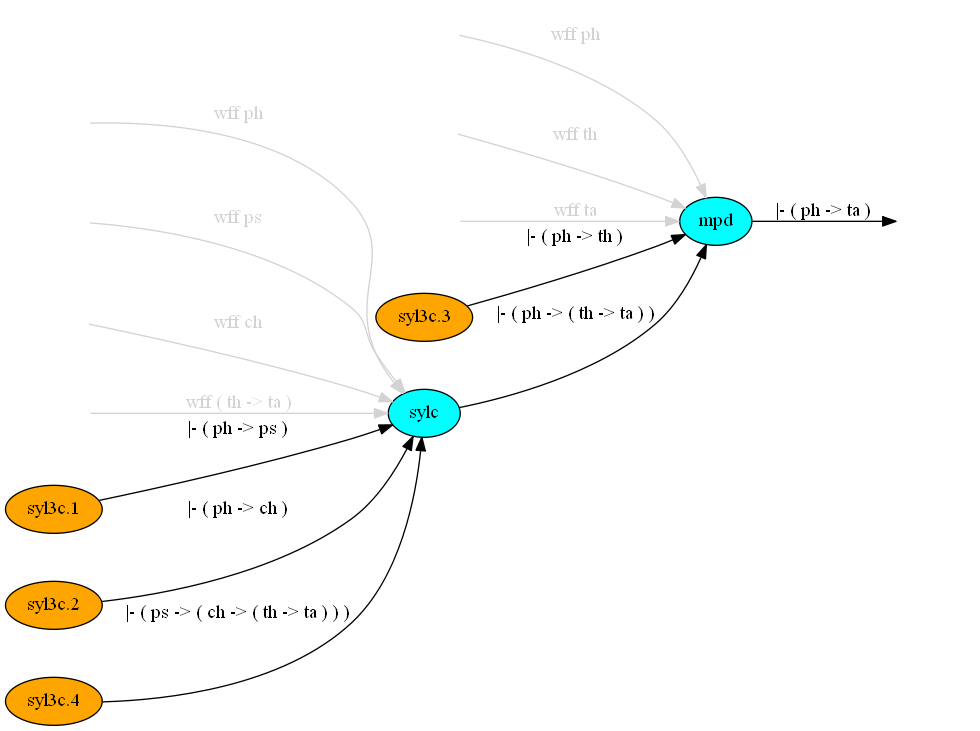 wff ph
wff ph
wff th
wff ps
wff ta
mpd
|- ( ph -> ta )
|- ( ph -> th )
syl3c.3
|- ( ph -> ( th -> ta ) )
wff ch
wff ( th -> ta )
sylc
|- ( ph -> ps )
syl3c.1
|- ( ph -> ch )
syl3c.2
|- ( ps -> ( ch -> ( th -> ta ) ) )
syl3c.4